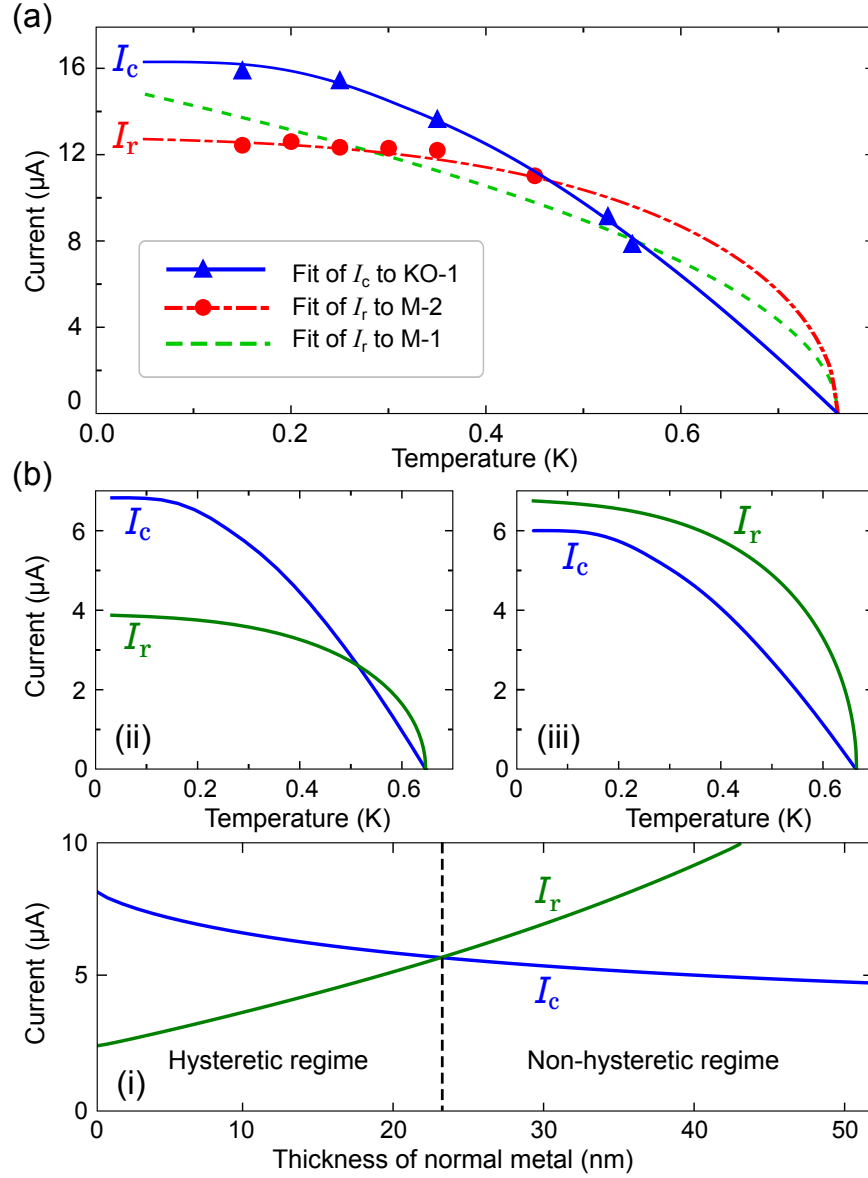 (a)
16
12
8
4
0
Current (µA)
I_c
I_r
Fit of I_c to KO-1
Fit of I_r to M-2
Fit of I_r to M-1
0.0 0.2 0.4 0.6
Temperature (K)
(b)
6
4
2
0
Current (µA)
I_c
I_r
(ii)
0 0.2 0.4 0.6
Temperature (K)
6
4
2
0
I_r
I_c
(iii)
0 0.2 0.4 0.6
Temperature (K)
10
5
0
Current (µA)
I_r
I_c
Hysteretic regime
Non-hysteretic regime
(i)
0 10 20 30 40 50
Thickness of normal metal (nm)